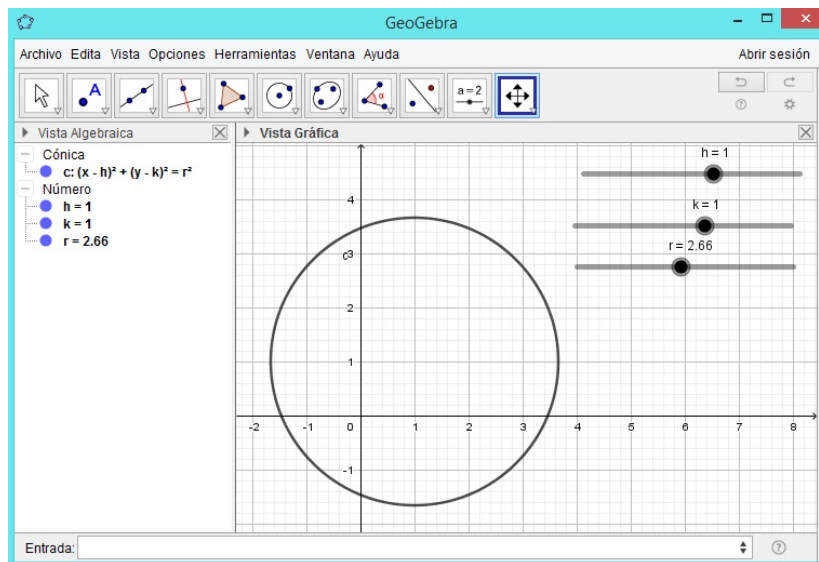 GeoGebra
Archivo Edita Vista Opciones Herramientas Ventana Ayuda
Abrir sesión
A
α
a = 2
Vista Algebraica
Vista Gráfica
Cónica
c: (x - h)² + (y - k)² = r²
Número
h = 1
k = 1
r = 2.66
h = 1
k = 1
r = 2.66
4
c
3
2
1
-2 -1 0 1 2 3 4 5 6 7 8
-1
Entrada: